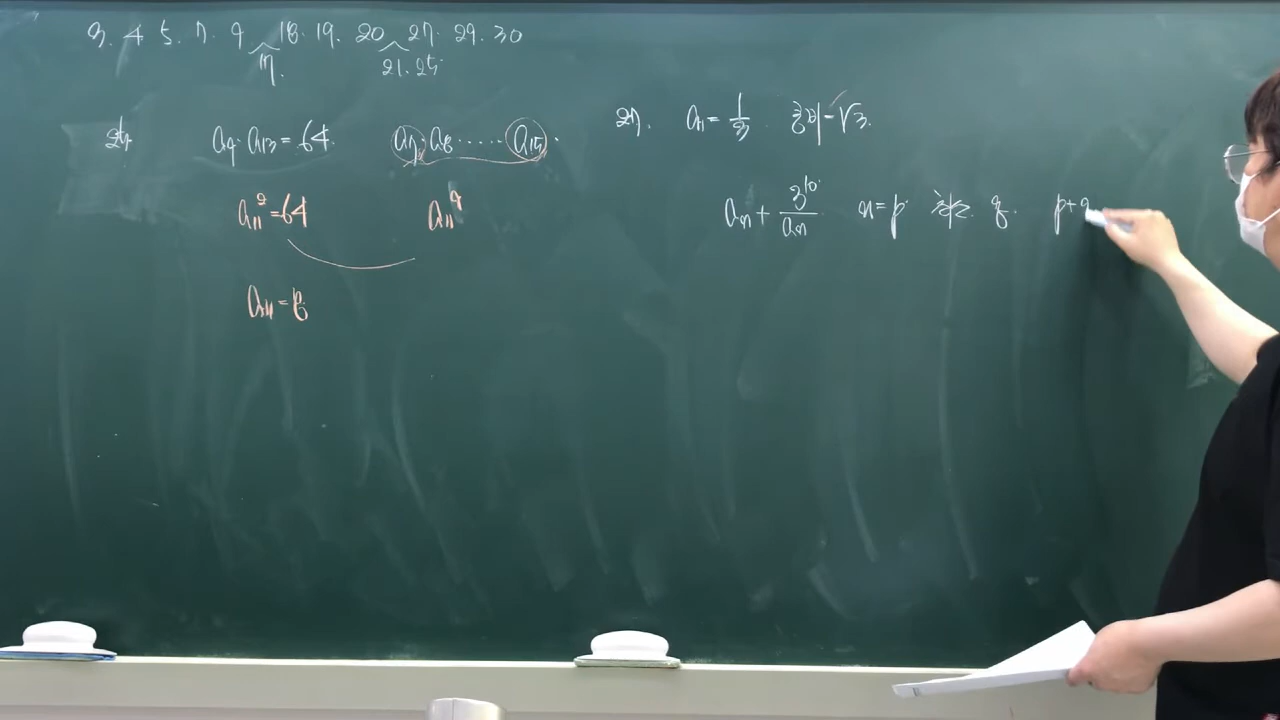 3. 4 5. 7. 9 18. 19. 20 27. 29. 30
17.
21. 25.
24 a₉·a₁₃=64. a₇, a₈ ⋯⋯ a₁₅.
a₁₁²=64 a₁₁⁹
a₁₁=8
27. a₁=1/3 공비 -√3.
aₙ+3¹⁰/aₙ n=p 최소 q. p+q